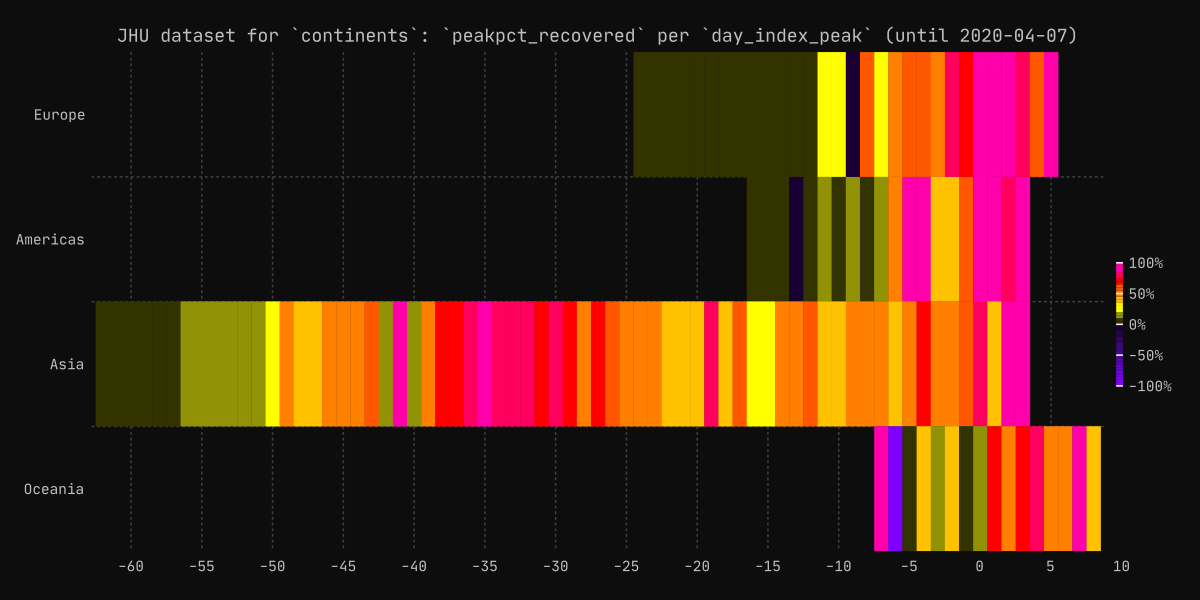 JHU dataset for `continents`: `peakpct_recovered` per `day_index_peak` (until 2020-04-07)
Europe
Americas
Asia
Oceania
100%
50%
0%
-50%
-100%
-60 -55 -50 -45 -40 -35 -30 -25 -20 -15 -10 -5 0 5 10